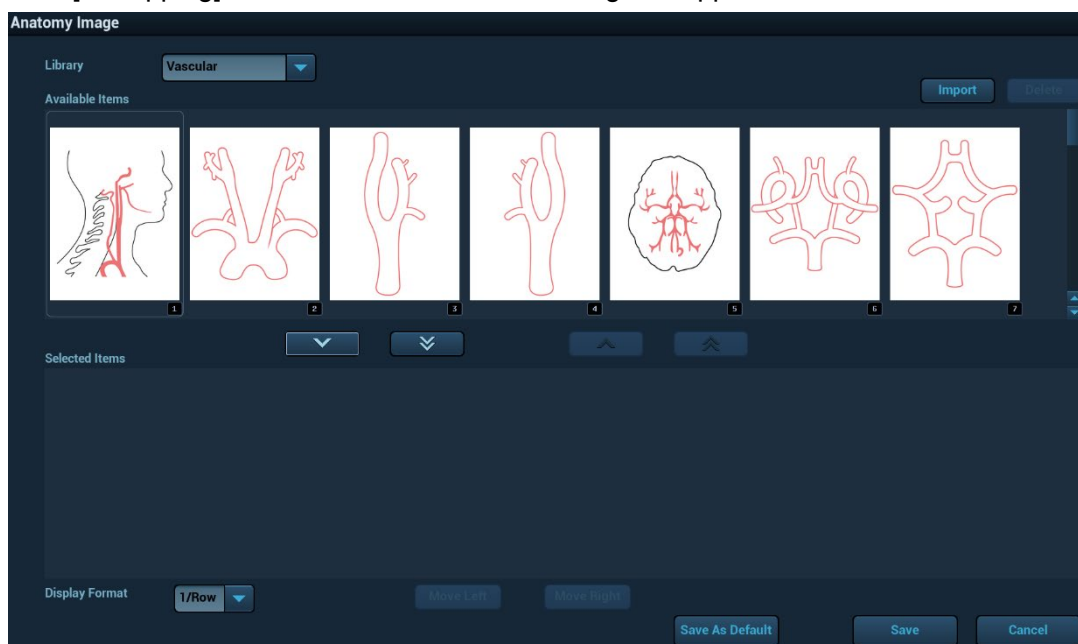 Anatomy Image
Library
Vascular
Import
Delete
Available Items
1
2
3
4
5
6
7
Selected Items
Display Format
1/Row
Move Left
Move Right
Save As Default
Save
Cancel